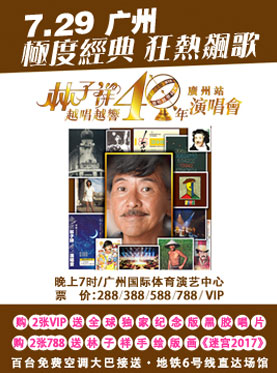 7.29 广州
極度經典 狂熱飆歌
林子祥
越唱越響
40年
廣州站
演唱會
晚上7时/广州国际体育演艺中心
票 价:288/388/588/788/VIP
购2张VIP送全球独家纪念版黑胶唱片
购2张788送林子祥手绘版画《迷宫2017》
百台免费空调大巴接送·地铁6号线直达场馆